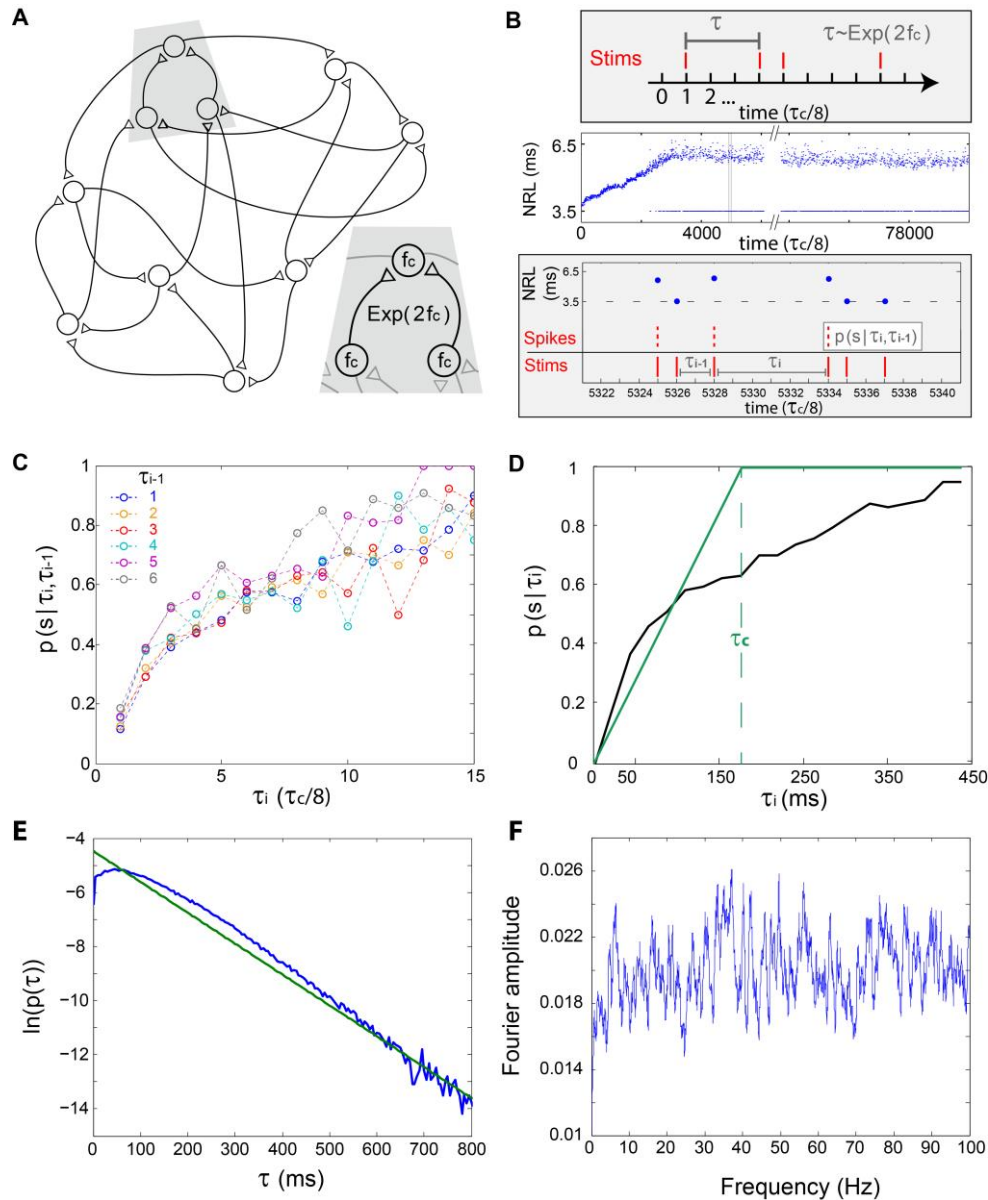 A
fc
Exp(2fc)
fc
fc
B
τ
τ~Exp(2fc)
Stims
0 1 2 ...
time (τc/8)
NRL (ms)
6.5
3.5
0 4000 78000
time (τc/8)
NRL (ms)
6.5
3.5
Spikes
p(s|τi,τi-1)
Stims
τi-1
τi
5322 5324 5326 5328 5330 5332 5334 5336 5338 5340
time (τc/8)
C
p(s|τi,τi-1)
1
0.8
0.6
0.4
0.2
0
τi-1
1
2
3
4
5
6
0 5 10 15
τi (τc/8)
D
p(s|τi)
1
0.8
0.6
0.4
0.2
0
τc
0 50 150 250 350 450
τi (ms)
E
ln(p(τ))
-4
-6
-8
-10
-12
-14
0 100 200 300 400 500 600 700 800
τ (ms)
F
Fourier amplitude
0.026
0.022
0.018
0.014
0.01
0 10 20 30 40 50 60 70 80 90 100
Frequency (Hz)